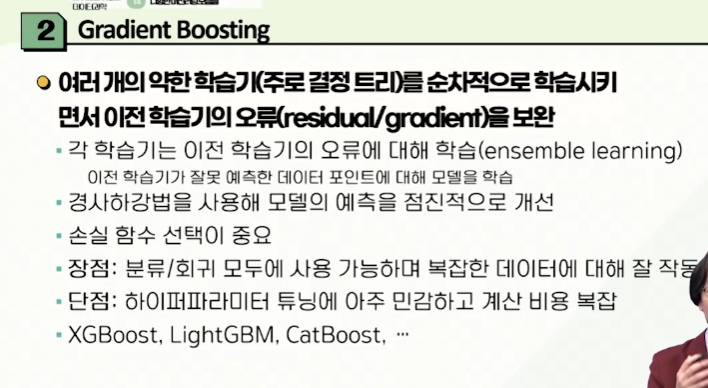 데이터과학
2 Gradient Boosting
여러 개의 약한 학습기(주로 결정 트리)를 순차적으로 학습시키
면서 이전 학습기의 오류(residual/gradient)을 보완
각 학습기는 이전 학습기의 오류에 대해 학습(ensemble learning)
이전 학습기가 잘못 예측한 데이터 포인트에 대해 모델을 학습
경사하강법을 사용해 모델의 예측을 점진적으로 개선
손실 함수 선택이 중요
장점: 분류/회귀 모두에 사용 가능하며 복잡한 데이터에 대해 잘 작동
단점: 하이퍼파라미터 튜닝에 아주 민감하고 계산 비용 복잡
XGBoost, LightGBM, CatBoost, ⋯